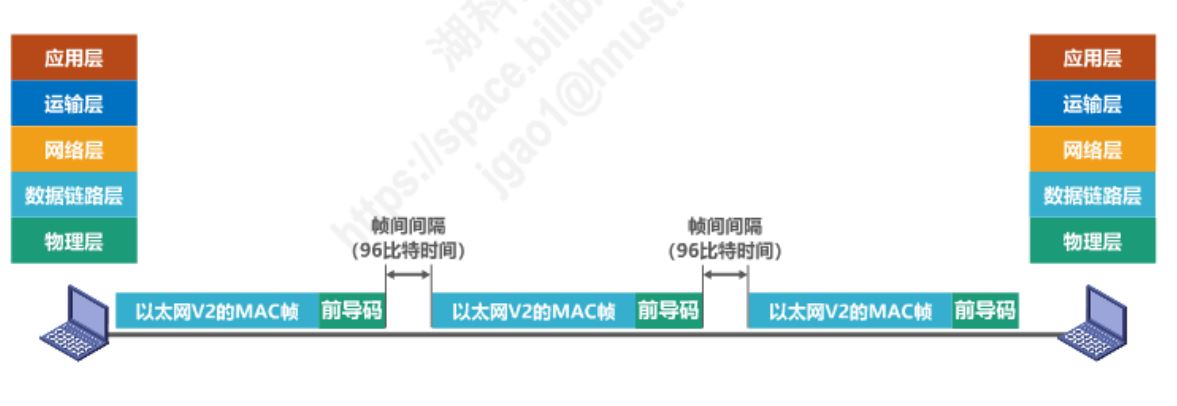 湖科
https://space.bilib
jgao1@hnust.
应用层
运输层
网络层
数据链路层
物理层
应用层
运输层
网络层
数据链路层
物理层
帧间间隔
(96比特时间)
帧间间隔
(96比特时间)
以太网V2的MAC帧 前导码 以太网V2的MAC帧 前导码 以太网V2的MAC帧 前导码